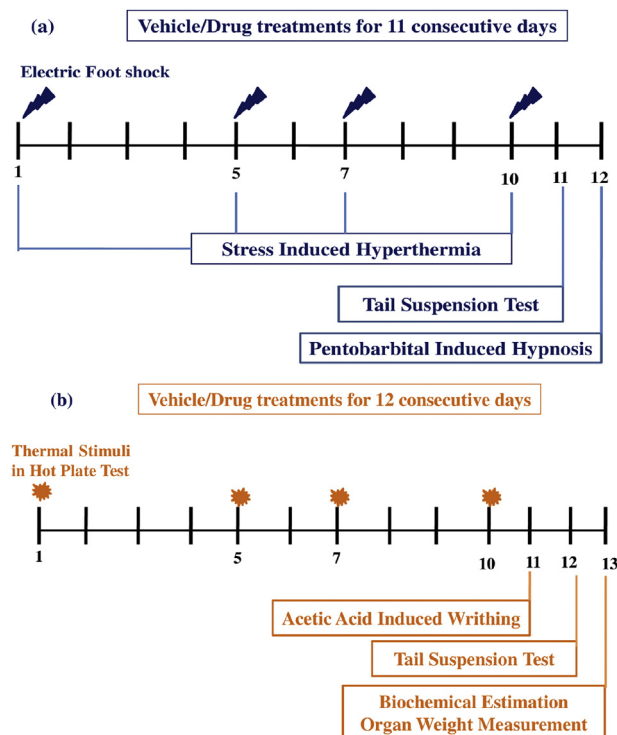 (a)
Vehicle/Drug treatments for 11 consecutive days
Electric Foot shock
1 5 7 10 11 12
Stress Induced Hyperthermia
Tail Suspension Test
Pentobarbital Induced Hypnosis
(b)
Vehicle/Drug treatments for 12 consecutive days
Thermal Stimuli
in Hot Plate Test
1 5 7 10 11 12 13
Acetic Acid Induced Writhing
Tail Suspension Test
Biochemical Estimation
Organ Weight Measurement